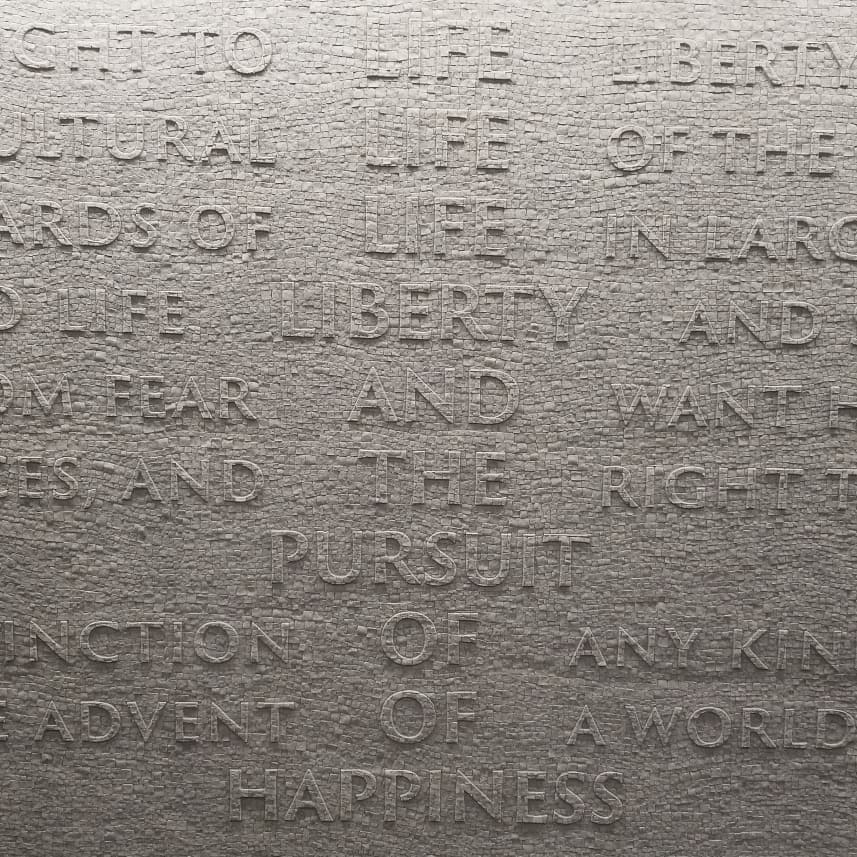 GHT TO LIFE LIBERTY
ULTURAL LIFE OF THE
ARDS OF LIFE IN LARG
D LIFE, LIBERTY AND
OM FEAR AND WANT H
CES, AND THE RIGHT T
PURSUIT
INCTION OF ANY KIN
E ADVENT OF A WORLD
HAPPINESS